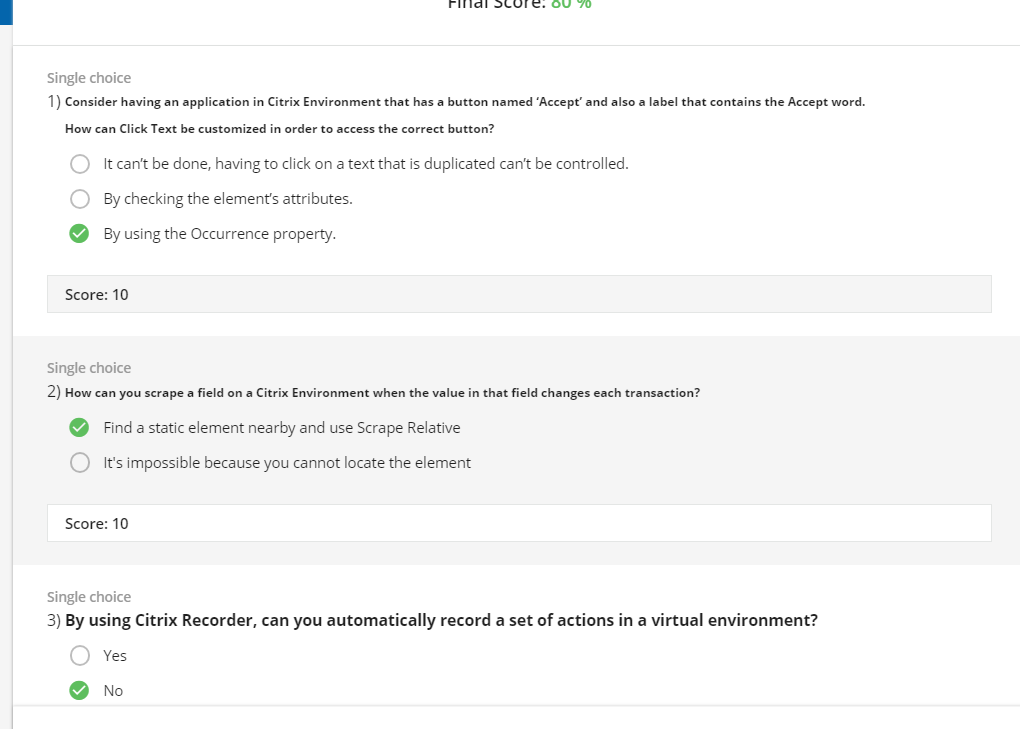 Final Score: 80 %
Single choice
1) Consider having an application in Citrix Environment that has a button named ‘Accept’ and also a label that contains the Accept word.
How can Click Text be customized in order to access the correct button?
It can’t be done, having to click on a text that is duplicated can’t be controlled.
By checking the element’s attributes.
By using the Occurrence property.
Score: 10
Single choice
2) How can you scrape a field on a Citrix Environment when the value in that field changes each transaction?
Find a static element nearby and use Scrape Relative
It's impossible because you cannot locate the element
Score: 10
Single choice
3) By using Citrix Recorder, can you automatically record a set of actions in a virtual environment?
Yes
No